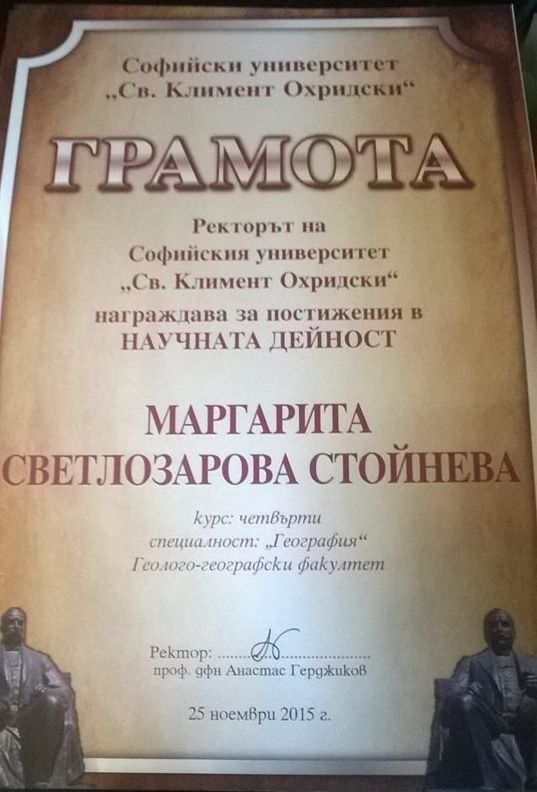 Софийски университет
„Св. Климент Охридски“
ГРАМОТА
Ректорът на
Софийския университет
„Св. Климент Охридски“
награждава за постижения в
НАУЧНАТА ДЕЙНОСТ
МАРГАРИТА
СВЕТЛОЗАРОВА СТОЙНЕВА
курс: четвърти
специалност: „География“
Геолого-географски факултет
Ректор: ..............................
проф. дфн Анастас Герджиков
25 ноември 2015 г.